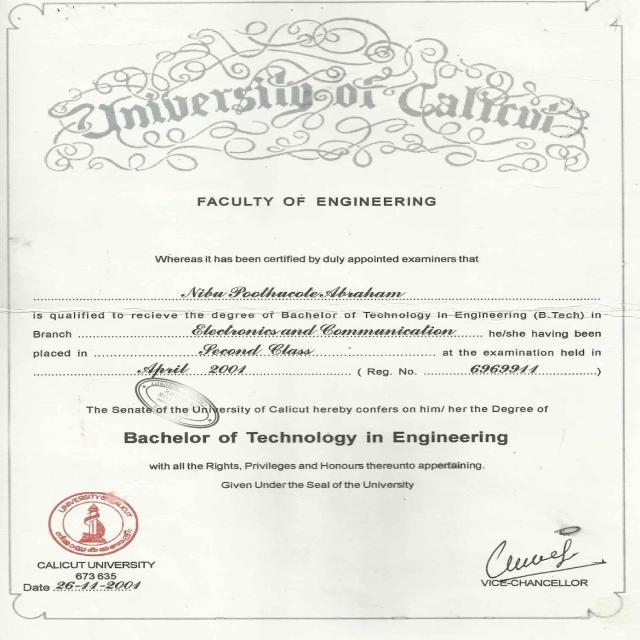 University of Calicut
FACULTY OF ENGINEERING
Whereas it has been certified by duly appointed examiners that
Nibu Poothucote Abraham
is qualified to recieve the degree of Bachelor of Technology in Engineering (B.Tech) in
Branch Electronics and Communication he/she having been
placed in Second Class at the examination held in
April 2001 ( Reg. No. 6969911 )
The Senate of the University of Calicut hereby confers on him/ her the Degree of
Bachelor of Technology in Engineering
with all the Rights, Privileges and Honours thereunto appertaining.
Given Under the Seal of the University
UNIVERSITY OF CALICUT
CALICUT UNIVERSITY
673 635
Date 26-11-2001
VICE-CHANCELLOR